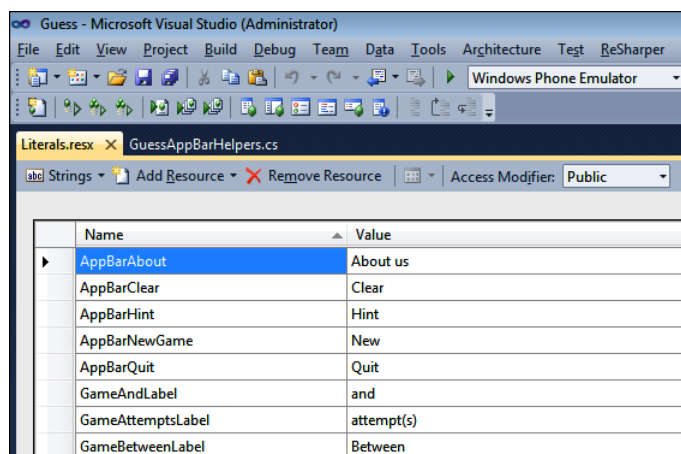 Guess - Microsoft Visual Studio (Administrator)
File Edit View Project Build Debug Team Data Tools Architecture Test ReSharper
Windows Phone Emulator
Literals.resx GuessAppBarHelpers.cs
abc Strings Add Resource Remove Resource Access Modifier: Public
Name Value
AppBarAbout About us
AppBarClear Clear
AppBarHint Hint
AppBarNewGame New
AppBarQuit Quit
GameAndLabel and
GameAttemptsLabel attempt(s)
GameBetweenLabel Between